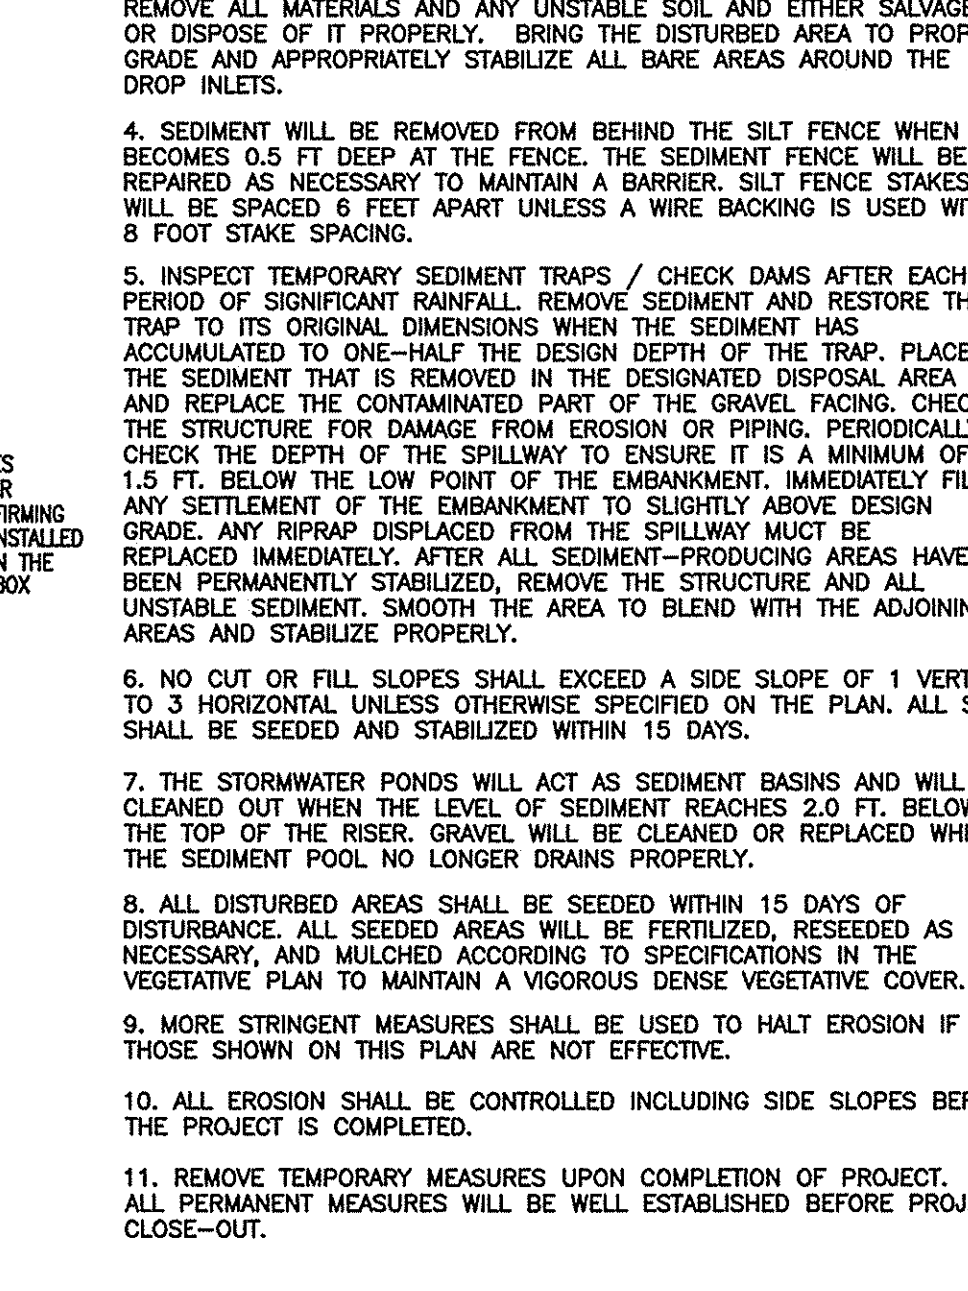 REMOVE ALL MATERIALS AND ANY UNSTABLE SOIL AND EITHER SALVAGE
OR DISPOSE OF IT PROPERLY. BRING THE DISTURBED AREA TO PROP
GRADE AND APPROPRIATELY STABILIZE ALL BARE AREAS AROUND THE
DROP INLETS.
4. SEDIMENT WILL BE REMOVED FROM BEHIND THE SILT FENCE WHEN
BECOMES 0.5 FT DEEP AT THE FENCE. THE SEDIMENT FENCE WILL BE
REPAIRED AS NECESSARY TO MAINTAIN A BARRIER. SILT FENCE STAKES
WILL BE SPACED 6 FEET APART UNLESS A WIRE BACKING IS USED WI
8 FOOT STAKE SPACING.
5. INSPECT TEMPORARY SEDIMENT TRAPS / CHECK DAMS AFTER EACH
PERIOD OF SIGNIFICANT RAINFALL. REMOVE SEDIMENT AND RESTORE TH
TRAP TO ITS ORIGINAL DIMENSIONS WHEN THE SEDIMENT HAS
ACCUMULATED TO ONE-HALF THE DESIGN DEPTH OF THE TRAP. PLACE
THE SEDIMENT THAT IS REMOVED IN THE DESIGNATED DISPOSAL AREA
AND REPLACE THE CONTAMINATED PART OF THE GRAVEL FACING. CHEC
THE STRUCTURE FOR DAMAGE FROM EROSION OR PIPING. PERIODICALLY
CHECK THE DEPTH OF THE SPILLWAY TO ENSURE IT IS A MINIMUM OF
1.5 FT. BELOW THE LOW POINT OF THE EMBANKMENT. IMMEDIATELY FIL
ANY SETTLEMENT OF THE EMBANKMENT TO SLIGHTLY ABOVE DESIGN
GRADE. ANY RIPRAP DISPLACED FROM THE SPILLWAY MUCT BE
REPLACED IMMEDIATELY. AFTER ALL SEDIMENT-PRODUCING AREAS HAVE
BEEN PERMANENTLY STABILIZED, REMOVE THE STRUCTURE AND ALL
UNSTABLE SEDIMENT. SMOOTH THE AREA TO BLEND WITH THE ADJOININ
AREAS AND STABILIZE PROPERLY.
6. NO CUT OR FILL SLOPES SHALL EXCEED A SIDE SLOPE OF 1 VERT
TO 3 HORIZONTAL UNLESS OTHERWISE SPECIFIED ON THE PLAN. ALL S
SHALL BE SEEDED AND STABILIZED WITHIN 15 DAYS.
7. THE STORMWATER PONDS WILL ACT AS SEDIMENT BASINS AND WILL
CLEANED OUT WHEN THE LEVEL OF SEDIMENT REACHES 2.0 FT. BELOW
THE TOP OF THE RISER. GRAVEL WILL BE CLEANED OR REPLACED WHE
THE SEDIMENT POOL NO LONGER DRAINS PROPERLY.
8. ALL DISTURBED AREAS SHALL BE SEEDED WITHIN 15 DAYS OF
DISTURBANCE. ALL SEEDED AREAS WILL BE FERTILIZED, RESEEDED AS
NECESSARY, AND MULCHED ACCORDING TO SPECIFICATIONS IN THE
VEGETATIVE PLAN TO MAINTAIN A VIGOROUS DENSE VEGETATIVE COVER.
9. MORE STRINGENT MEASURES SHALL BE USED TO HALT EROSION IF
THOSE SHOWN ON THIS PLAN ARE NOT EFFECTIVE.
10. ALL EROSION SHALL BE CONTROLLED INCLUDING SIDE SLOPES BEF
THE PROJECT IS COMPLETED.
11. REMOVE TEMPORARY MEASURES UPON COMPLETION OF PROJECT.
ALL PERMANENT MEASURES WILL BE WELL ESTABLISHED BEFORE PROJ
CLOSE-OUT.
ES
R
FIRMING
NSTALLED
N THE
BOX